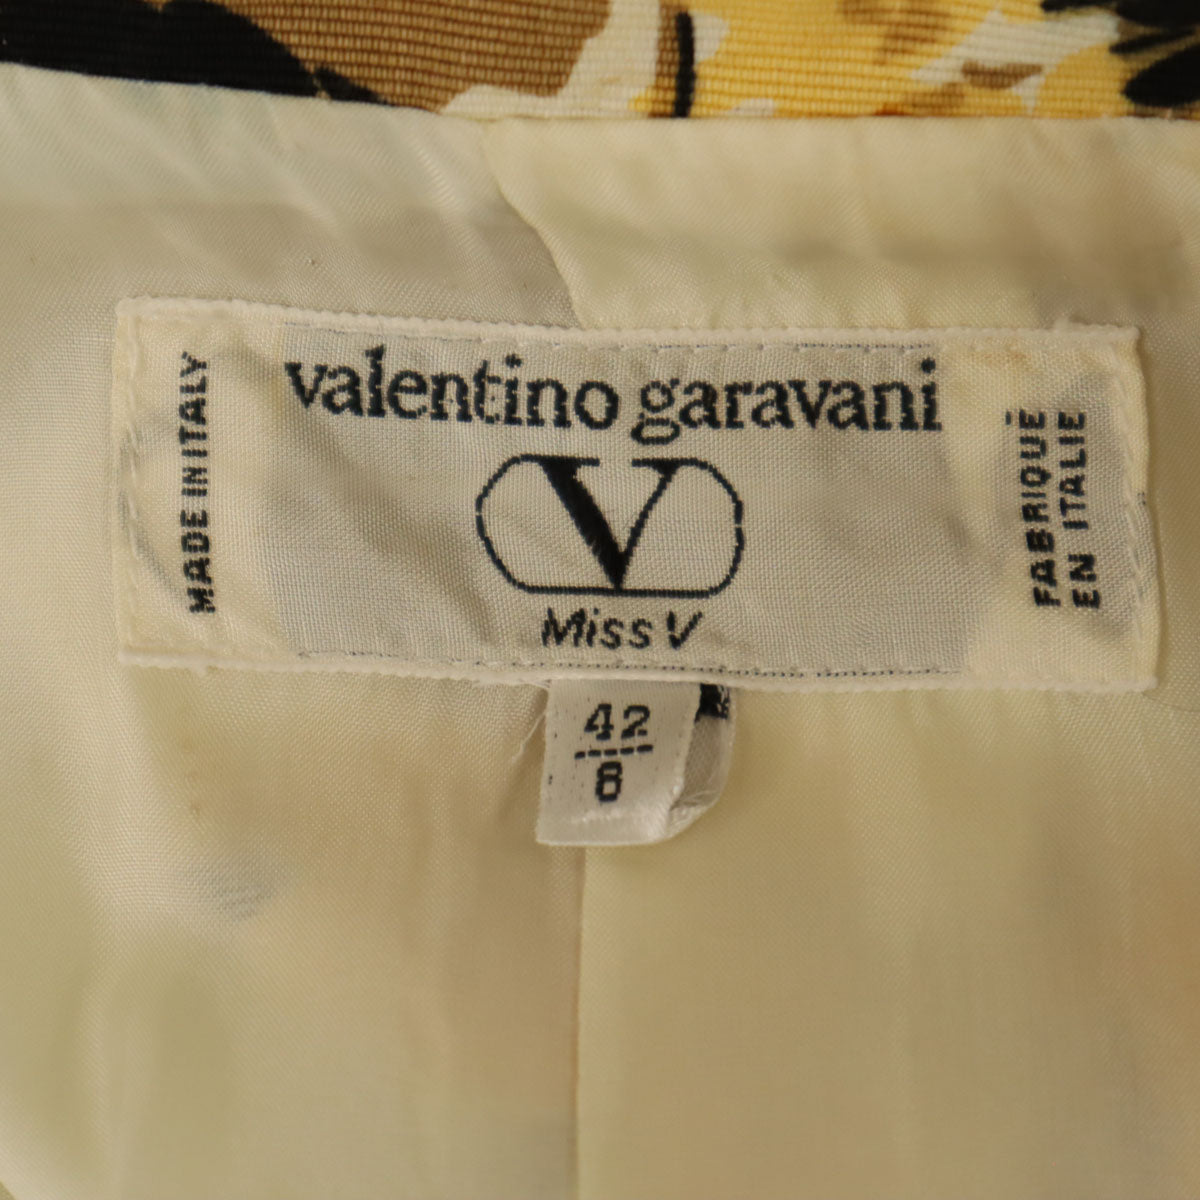 valentino garavani
MADE IN ITALY
V
FABRIQUÉ
EN ITALIE
Miss V
42
8